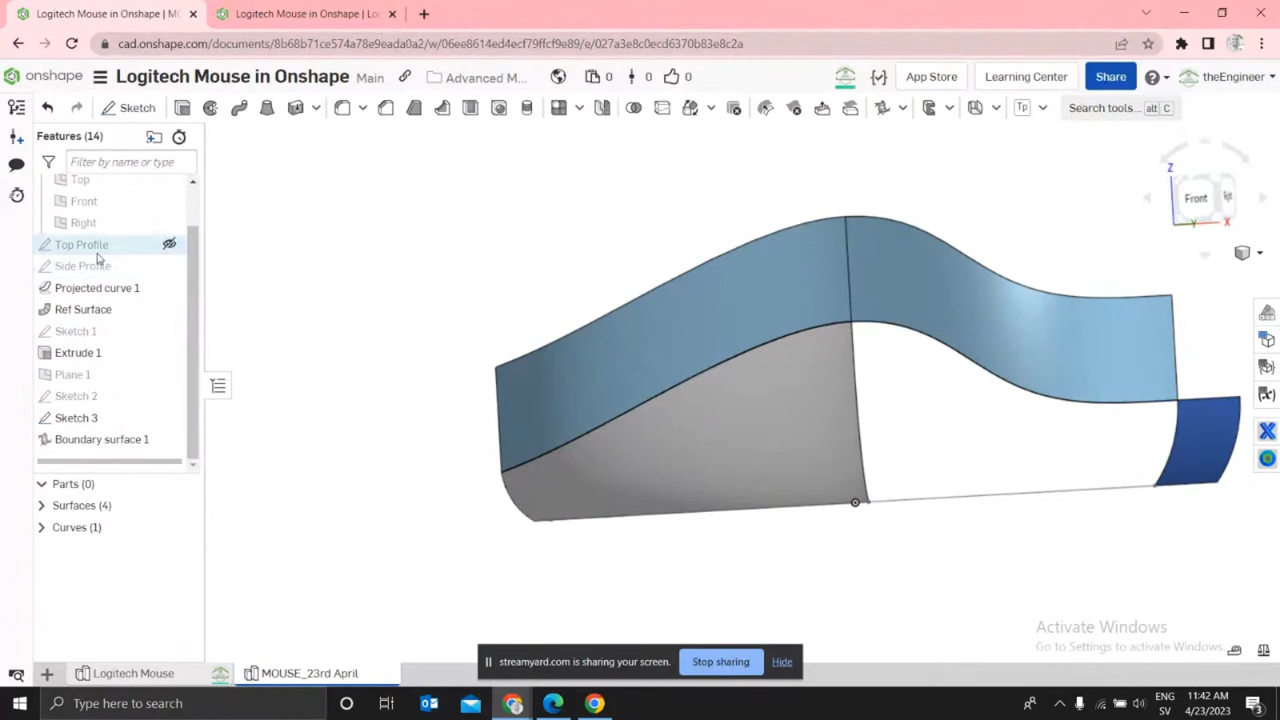 Logitech Mouse in Onshape | MO
Logitech Mouse in Onshape | Lo
cad.onshape.com/documents/8b68b71ce574a78e9eada0a2/w/06ee8614ed4ecf79ffcf9e89/e/027a3e8c0ecd6370b83e8c2a
onshape
Logitech Mouse in Onshape
Main
Advanced M...
0
0
0
App Store
Learning Center
Share
theEngineer
Sketch
Tp
Search tools...
alt
C
Features (14)
Filter by name or type
Top
Front
Right
Top Profile
Side Profile
Projected curve 1
Ref Surface
Sketch 1
Extrude 1
Plane 1
Sketch 2
Sketch 3
Boundary surface 1
Parts (0)
Surfaces (4)
Curves (1)
Z
Front
X
Y
Activate Windows
Go to Settings to activate Windows.
streamyard.com is sharing your screen.
Stop sharing
Hide
Logitech Mouse
MOUSE_23rd April
Type here to search
ENG
SV
11:42 AM
4/23/2023
3